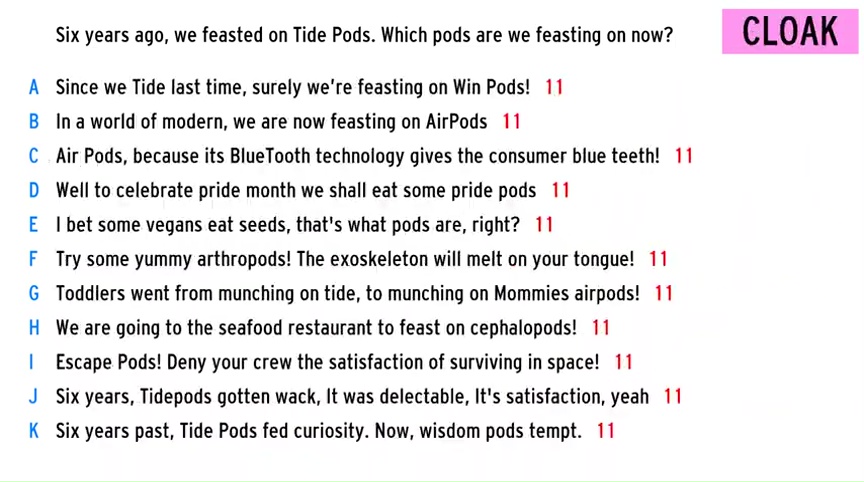 Six years ago, we feasted on Tide Pods. Which pods are we feasting on now? CLOAK
A Since we Tide last time, surely we're feasting on Win Pods! 11
B In a world of modern, we are now feasting on AirPods 11
C Air Pods, because its BlueTooth technology gives the consumer blue teeth! 11
D Well to celebrate pride month we shall eat some pride pods 11
E I bet some vegans eat seeds, that's what pods are, right? 11
F Try some yummy arthropods! The exoskeleton will melt on your tongue! 11
G Toddlers went from munching on tide, to munching on Mommies airpods! 11
H We are going to the seafood restaurant to feast on cephalopods! 11
I Escape Pods! Deny your crew the satisfaction of surviving in space! 11
J Six years, Tidepods gotten wack, It was delectable, It's satisfaction, yeah 11
K Six years past, Tide Pods fed curiosity. Now, wisdom pods tempt. 11